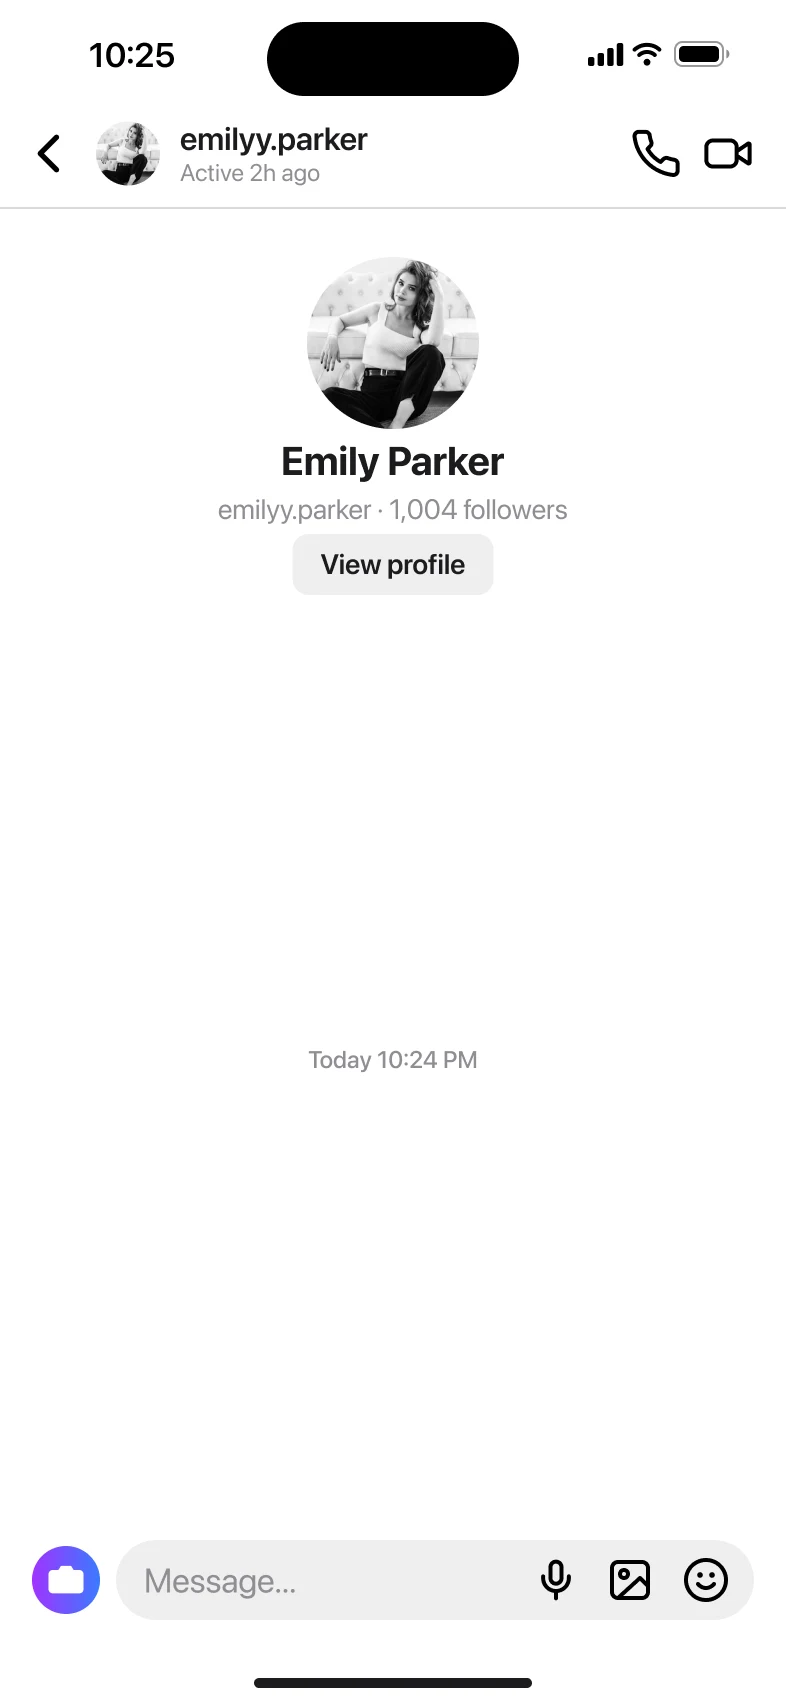 10:25
emilyy.parker
Active 2h ago
Emily Parker
emilyy.parker · 1,004 followers
View profile
Today 10:24 PM
Message...